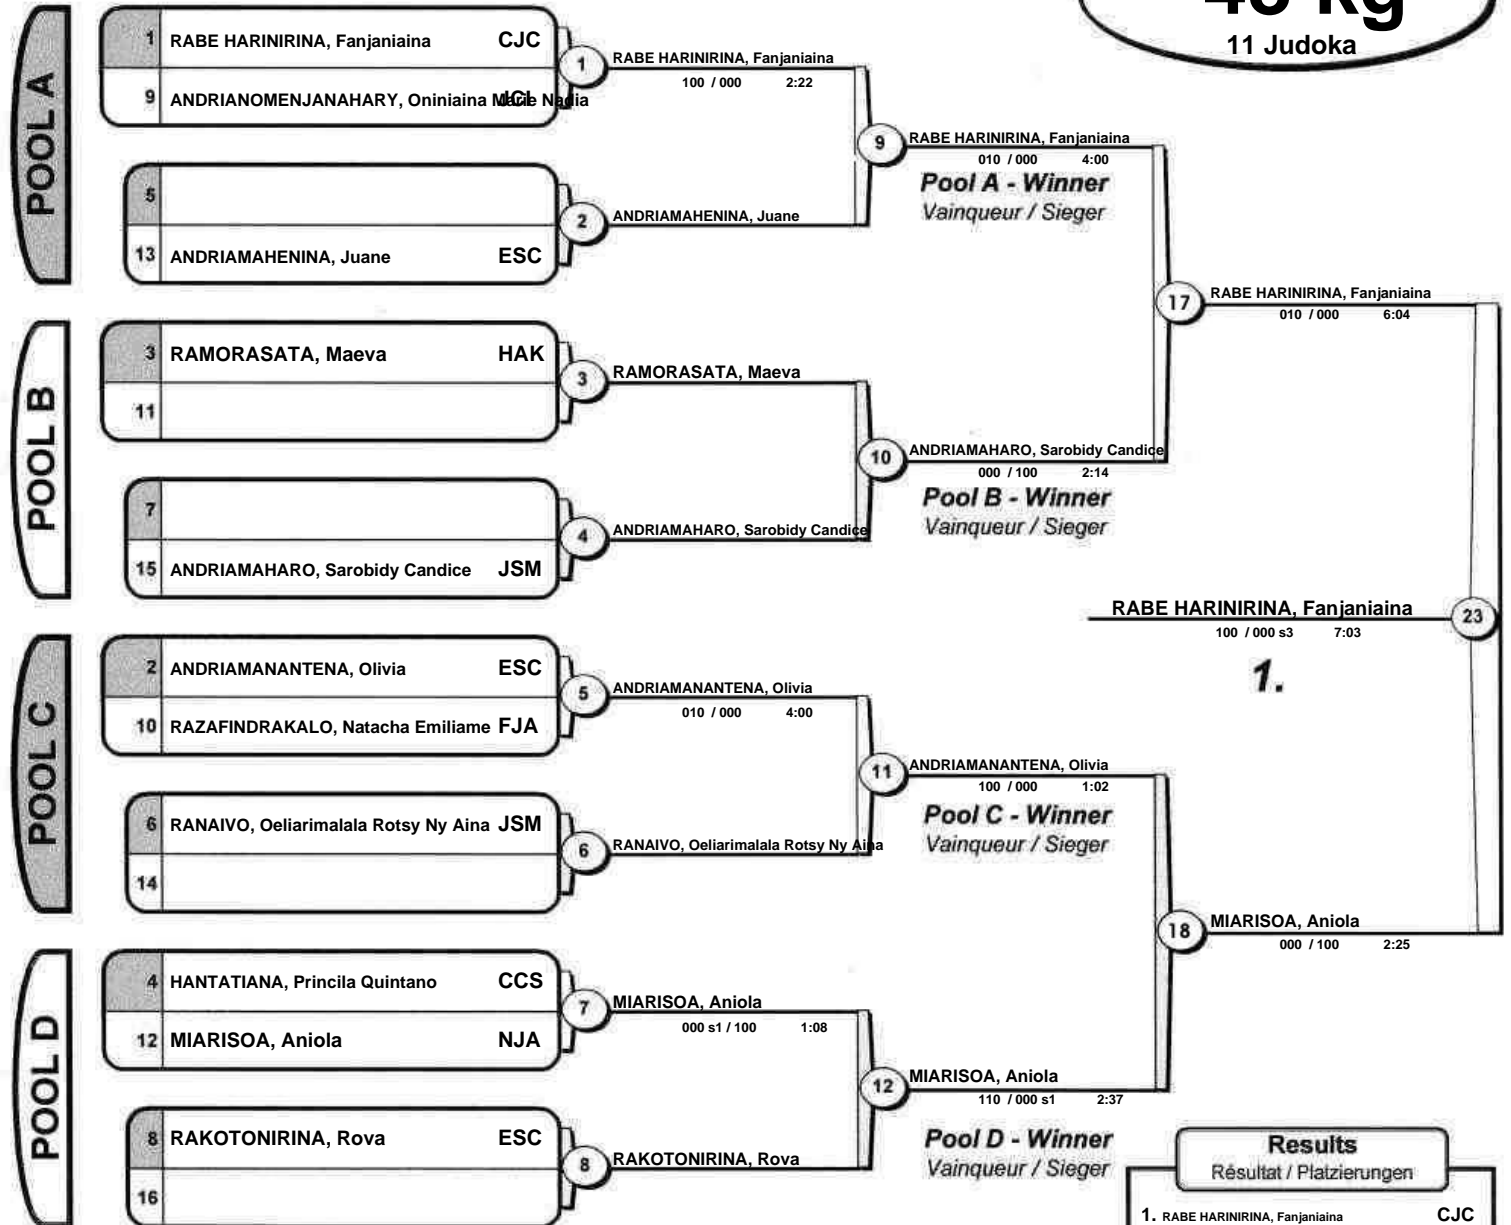 kg
11 Judoka
POOL A
1 RABE HARINIRINA, Fanjaniaina CJC
9 ANDRIANOMENJANAHARY, Oniniaina Marie Nadia JCI
5
13 ANDRIAMAHENINA, Juane ESC
1 RABE HARINIRINA, Fanjaniaina
100 / 000 2:22
2 ANDRIAMAHENINA, Juane
9 RABE HARINIRINA, Fanjaniaina
010 / 000 4:00
Pool A - Winner
Vainqueur / Sieger
POOL B
3 RAMORASATA, Maeva HAK
11
7
15 ANDRIAMAHARO, Sarobidy Candice JSM
3 RAMORASATA, Maeva
4 ANDRIAMAHARO, Sarobidy Candice
10 ANDRIAMAHARO, Sarobidy Candice
000 / 100 2:14
Pool B - Winner
Vainqueur / Sieger
17 RABE HARINIRINA, Fanjaniaina
010 / 000 6:04
RABE HARINIRINA, Fanjaniaina 23
100 / 000 s3 7:03
1.
POOL C
2 ANDRIAMANANTENA, Olivia ESC
10 RAZAFINDRAKALO, Natacha Emiliame FJA
6 RANAIVO, Oeliarimalala Rotsy Ny Aina JSM
14
5 ANDRIAMANANTENA, Olivia
010 / 000 4:00
6 RANAIVO, Oeliarimalala Rotsy Ny Aina
11 ANDRIAMANANTENA, Olivia
100 / 000 1:02
Pool C - Winner
Vainqueur / Sieger
POOL D
4 HANTATIANA, Princila Quintano CCS
12 MIARISOA, Aniola NJA
8 RAKOTONIRINA, Rova ESC
16
7 MIARISOA, Aniola
000 s1 / 100 1:08
8 RAKOTONIRINA, Rova
12 MIARISOA, Aniola
110 / 000 s1 2:37
Pool D - Winner
Vainqueur / Sieger
18 MIARISOA, Aniola
000 / 100 2:25
Results
Résultat / Platzierungen
1. RABE HARINIRINA, Fanjaniaina CJC